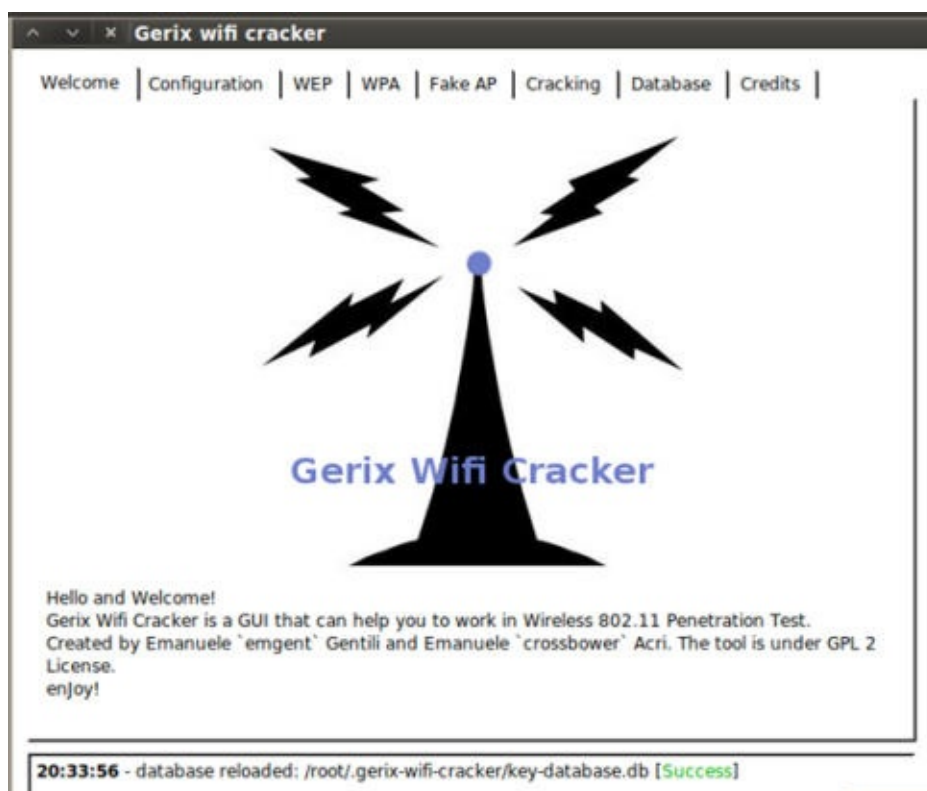 Gerix wifi cracker
Welcome Configuration WEP WPA Fake AP Cracking Database Credits
Gerix Wifi Cracker
Hello and Welcome!
Gerix Wifi Cracker is a GUI that can help you to work in Wireless 802.11 Penetration Test.
Created by Emanuele `emgent` Gentili and Emanuele `crossbower` Acri. The tool is under GPL 2
License.
enJoy!
20:33:56 - database reloaded: /root/.gerix-wifi-cracker/key-database.db [Success]